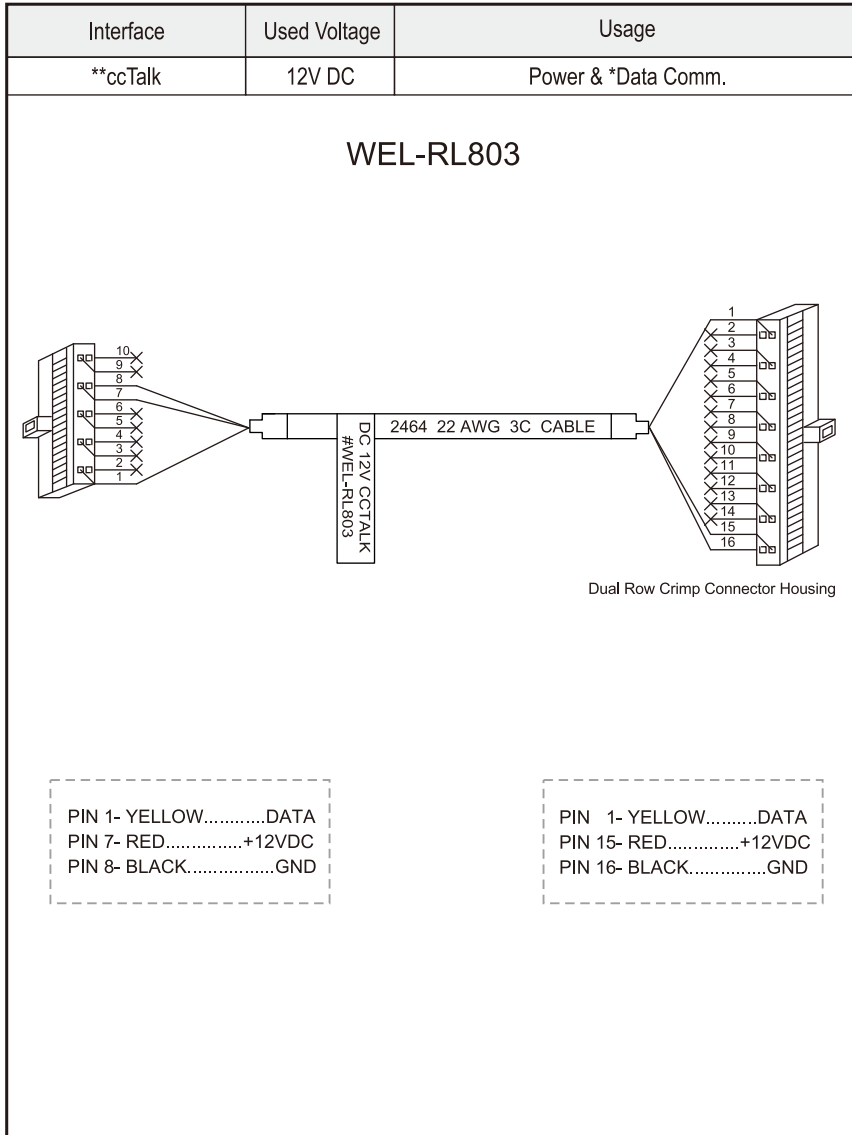 Interface Used Voltage Usage
**ccTalk 12V DC Power & *Data Comm.
WEL-RL803
10
9
8
7
6
5
4
3
2
1
DC 12V CCTALK
#WEL-RL803
2464 22 AWG 3C CABLE
1
2
3
4
5
6
7
8
9
10
11
12
13
14
15
16
Dual Row Crimp Connector Housing
PIN 1- YELLOW............DATA
PIN 7- RED...............+12VDC
PIN 8- BLACK.................GND
PIN 1- YELLOW..........DATA
PIN 15- RED..............+12VDC
PIN 16- BLACK...............GND